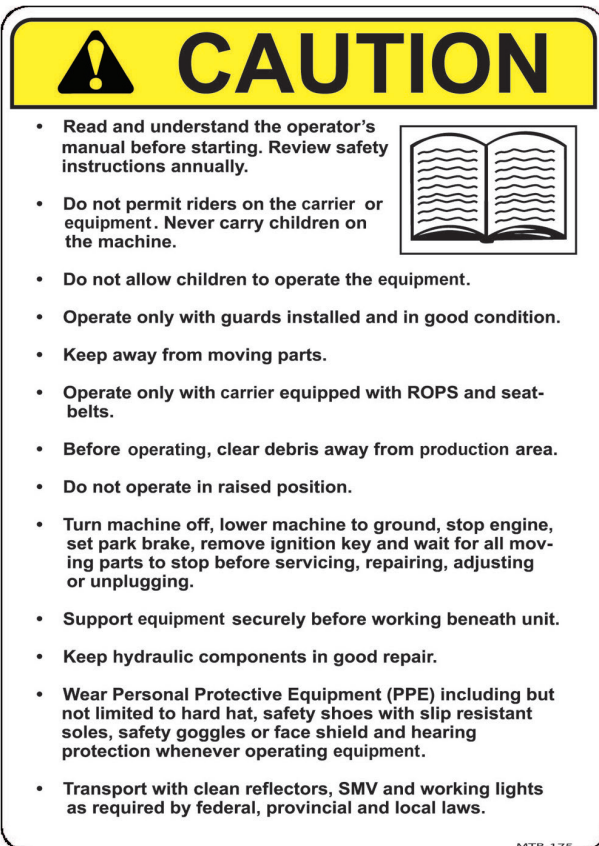 CAUTION
• Read and understand the operator's
manual before starting. Review safety
instructions annually.
• Do not permit riders on the carrier or
equipment. Never carry children on
the machine.
• Do not allow children to operate the equipment.
• Operate only with guards installed and in good condition.
• Keep away from moving parts.
• Operate only with carrier equipped with ROPS and seat-
belts.
• Before operating, clear debris away from production area.
• Do not operate in raised position.
• Turn machine off, lower machine to ground, stop engine,
set park brake, remove ignition key and wait for all mov-
ing parts to stop before servicing, repairing, adjusting
or unplugging.
• Support equipment securely before working beneath unit.
• Keep hydraulic components in good repair.
• Wear Personal Protective Equipment (PPE) including but
not limited to hard hat, safety shoes with slip resistant
soles, safety goggles or face shield and hearing
protection whenever operating equipment.
• Transport with clean reflectors, SMV and working lights
as required by federal, provincial and local laws.